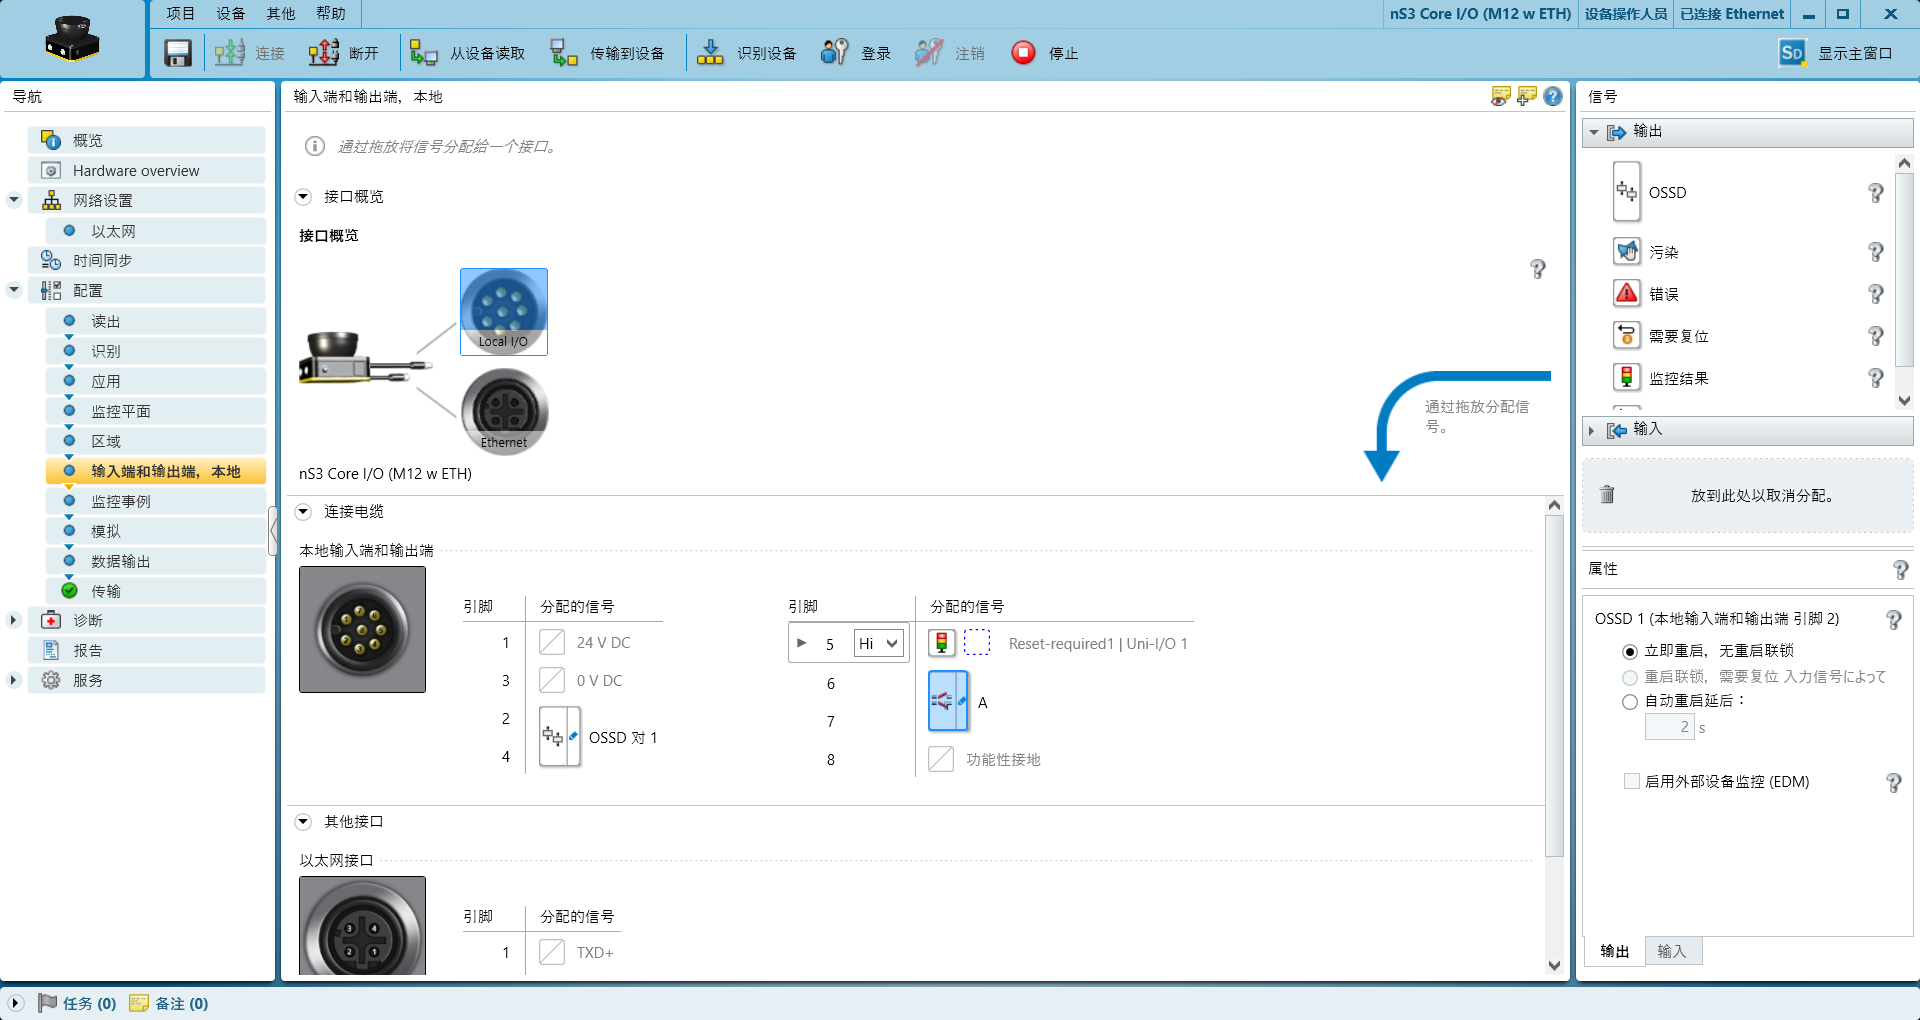 项目 设备 其他 帮助
nS3 Core I/O (M12 w ETH) 设备操作人员 已连接 Ethernet
连接 断开 从设备读取 传输到设备 识别设备 登录 注销 停止
SD 显示主窗口
导航
概览
Hardware overview
网络设置
以太网
时间同步
配置
读出
识别
应用
监控平面
区域
输入端和输出端，本地
监控事例
模拟
数据输出
传输
诊断
报告
服务
输入端和输出端，本地
通过拖放将信号分配给一个接口。
接口概览
接口概览
Local I/O
Ethernet
nS3 Core I/O (M12 w ETH)
通过拖放分配信
号。
连接电缆
本地输入端和输出端
引脚 分配的信号
1 24 V DC
3 0 V DC
2
OSSD 对 1
4
引脚 分配的信号
5 Hi Reset-required1 | Uni-I/O 1
6
A
7
8 功能性接地
其他接口
以太网接口
引脚 分配的信号
1 TXD+
信号
输出
OSSD
污染
错误
需要复位
监控结果
输入
放到此处以取消分配。
属性
OSSD 1 (本地输入端和输出端 引脚 2)
立即重启，无重启联锁
重启联锁，需要复位 入力信号によって
自动重启延后：
2 s
启用外部设备监控 (EDM)
输出 输入
任务 (0) 备注 (0)